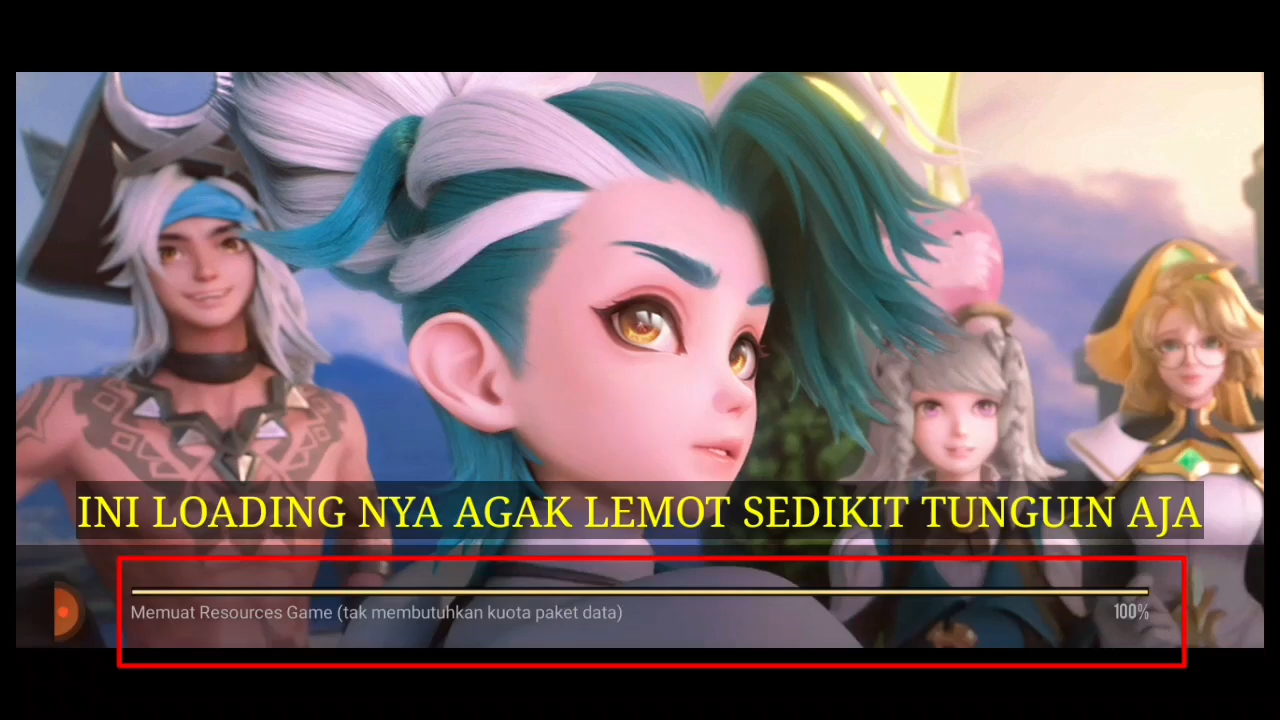 INI LOADING NYA AGAK LEMOT SEDIKIT TUNGUIN AJA
Memuat Resources Game (tak membutuhkan kuota paket data)
100%